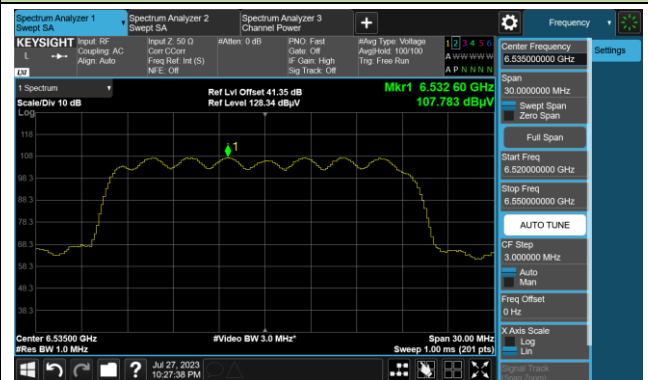 Spectrum Analyzer 1
Swept SA
Spectrum Analyzer 2
Swept SA
Spectrum Analyzer 3
Channel Power
Frequency
KEYSIGHT
L
LXI
Input: RF
Coupling: AC
Align: Auto
Input Z: 50 Ω
Corr CCorr
Freq Ref: Int (S)
NFE: Off
#Atten: 0 dB
PNO: Fast
Gate: Off
IF Gain: High
Sig Track: Off
#Avg Type: Voltage
Avg|Hold: 100/100
Trig: Free Run
1 2 3 4 5 6
A W W W W W
A P N N N N
Center Frequency
6.535000000 GHz
Settings
1 Spectrum
Scale/Div 10 dB
Log
Ref Lvl Offset 41.35 dB
Ref Level 128.34 dBµV
Mkr1 6.532 60 GHz
107.783 dBµV
118
108
98.3
88.3
78.3
68.3
58.3
48.3
38.3
1
Span
30.0000000 MHz
Swept Span
Zero Span
Full Span
Start Freq
6.520000000 GHz
Stop Freq
6.550000000 GHz
AUTO TUNE
CF Step
3.000000 MHz
Auto
Man
Freq Offset
0 Hz
X Axis Scale
Log
Lin
Signal Track
(Span Zoom)
Center 6.53500 GHz
#Res BW 1.0 MHz
#Video BW 3.0 MHz*
Span 30.00 MHz
Sweep 1.00 ms (201 pts)
Jul 27, 2023
10:27:38 PM